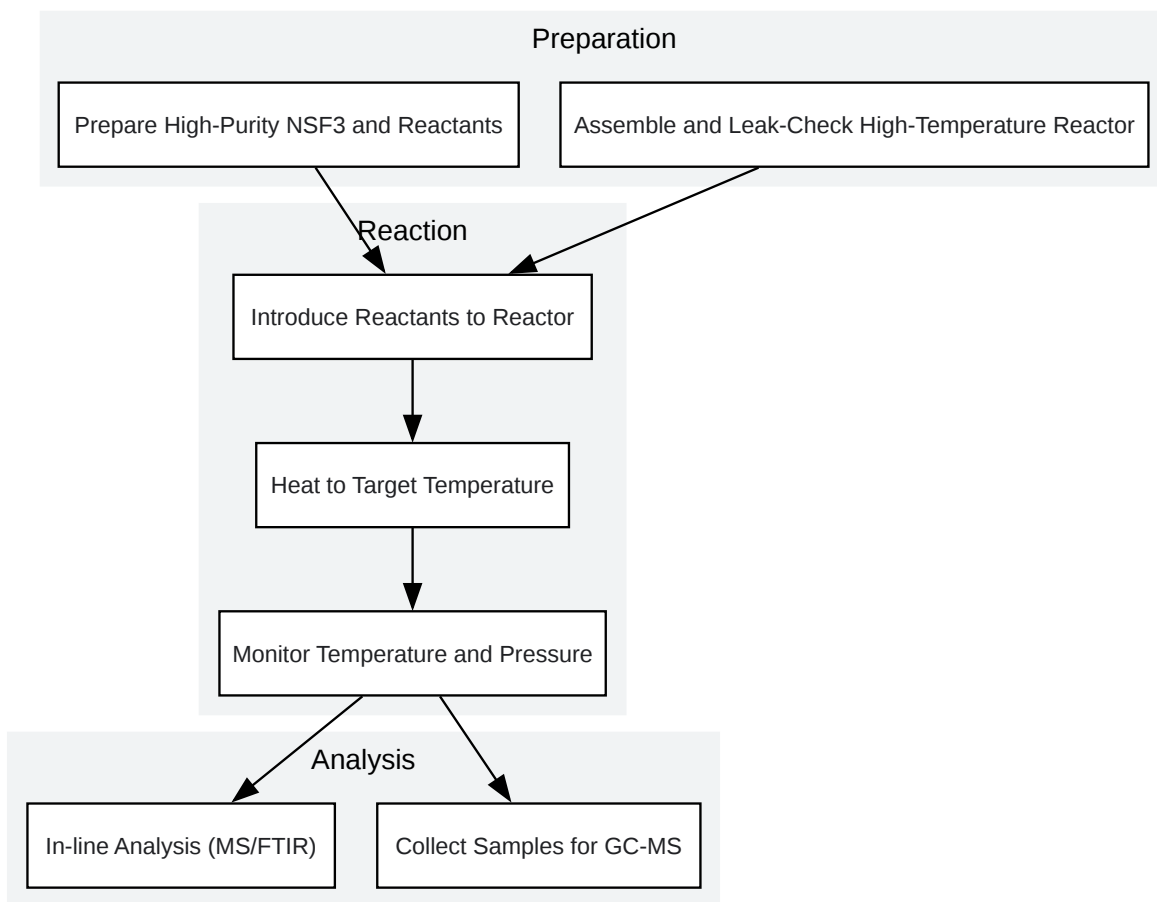 Preparation
Prepare High-Purity NSF3 and Reactants
Assemble and Leak-Check High-Temperature Reactor
Reaction
Introduce Reactants to Reactor
Heat to Target Temperature
Monitor Temperature and Pressure
Analysis
In-line Analysis (MS/FTIR)
Collect Samples for GC-MS